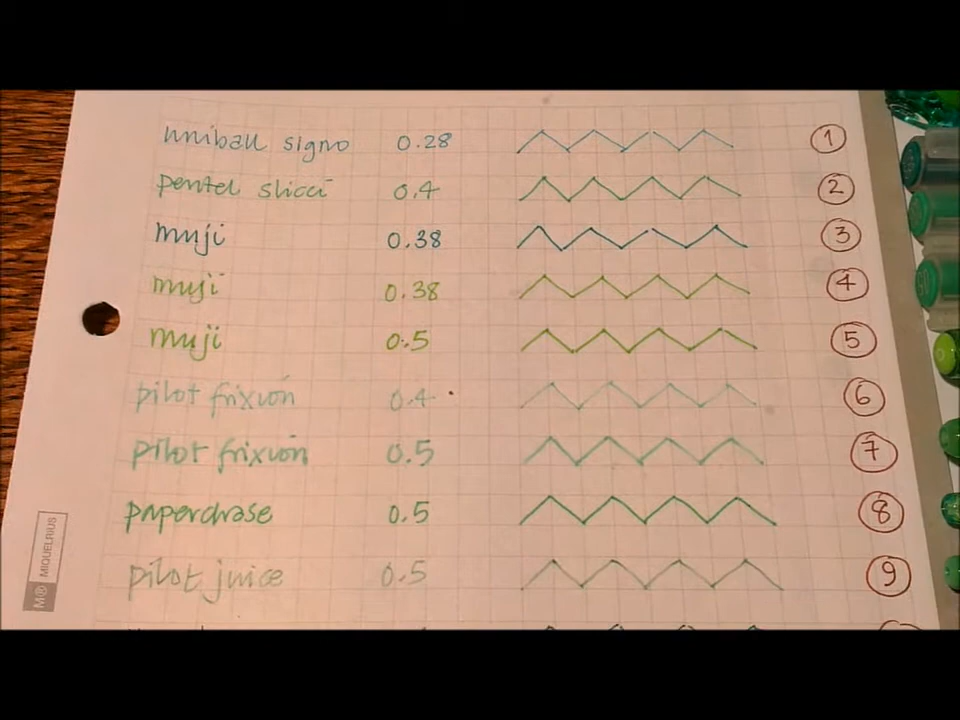 uniball signo 0.28 1
pentel slicci 0.4 2
muji 0.38 3
muji 0.38 4
muji 0.5 5
pilot frixion 0.4 6
pilot frixion 0.5 7
paperchase 0.5 8
pilot juice 0.5 9
M® MIQUELRIUS